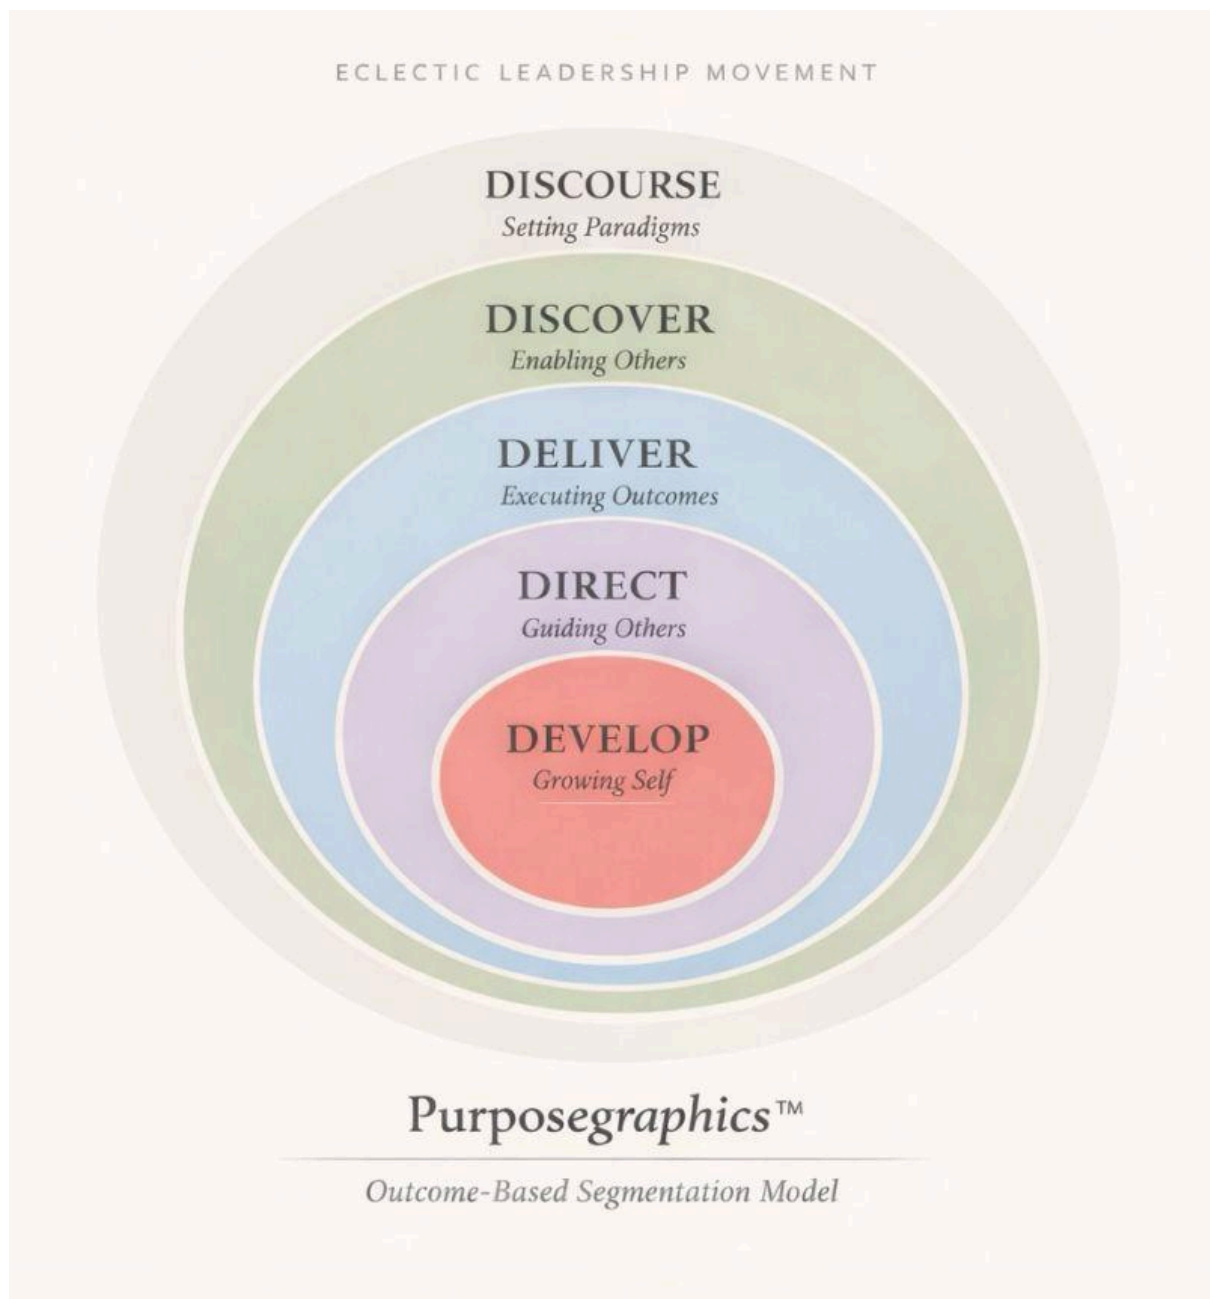 ECLECTIC LEADERSHIP MOVEMENT
DISCOURSE
Setting Paradigms
DISCOVER
Enabling Others
DELIVER
Executing Outcomes
DIRECT
Guiding Others
DEVELOP
Growing Self
Purposegraphics™
Outcome-Based Segmentation Model